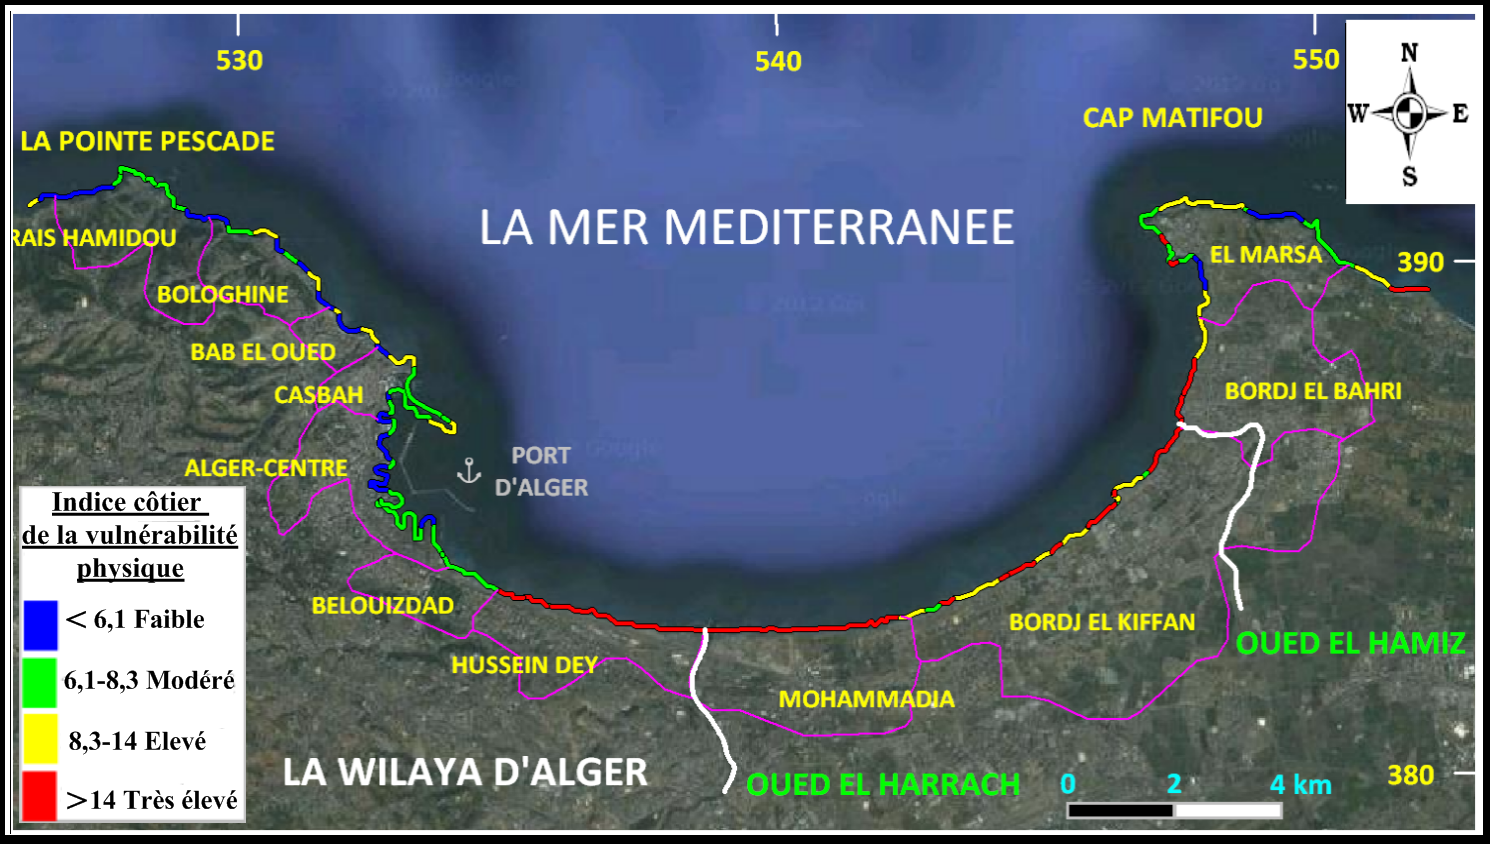 530
540
550
N
W E
S
LA POINTE PESCADE
CAP MATIFOU
LA MER MEDITERRANEE
RAIS HAMIDOU
EL MARSA
390
BOLOGHINE
BAB EL OUED
CASBAH
BORDJ EL BAHRI
ALGER-CENTRE
PORT
D'ALGER
Indice côtier
de la vulnérabilité
physique
< 6,1 Faible
6,1-8,3 Modéré
8,3-14 Elevé
>14 Très élevé
BELOUIZDAD
BORDJ EL KIFFAN
OUED EL HAMIZ
HUSSEIN DEY
MOHAMMADIA
LA WILAYA D'ALGER
OUED EL HARRACH
380
0 2 4 km